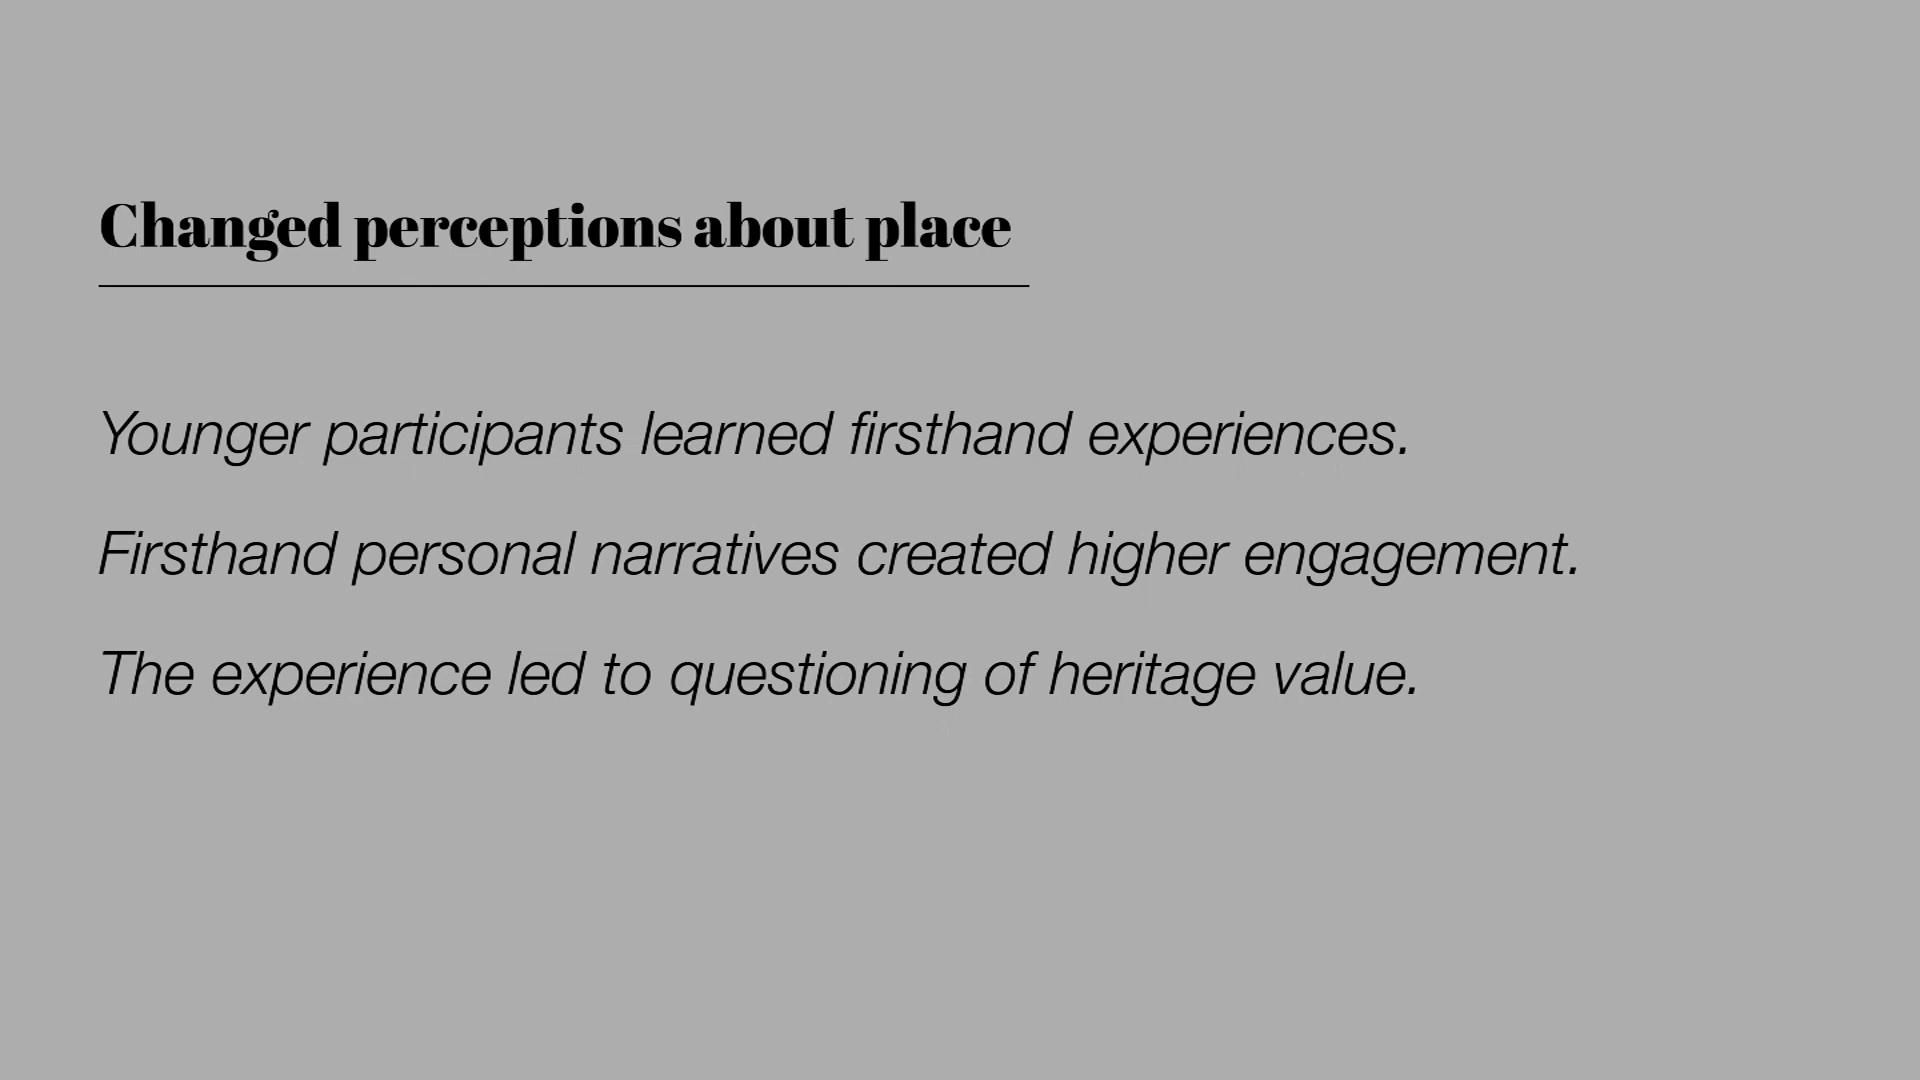 Changed perceptions about place
Younger participants learned firsthand experiences.
Firsthand personal narratives created higher engagement.
The experience led to questioning of heritage value.